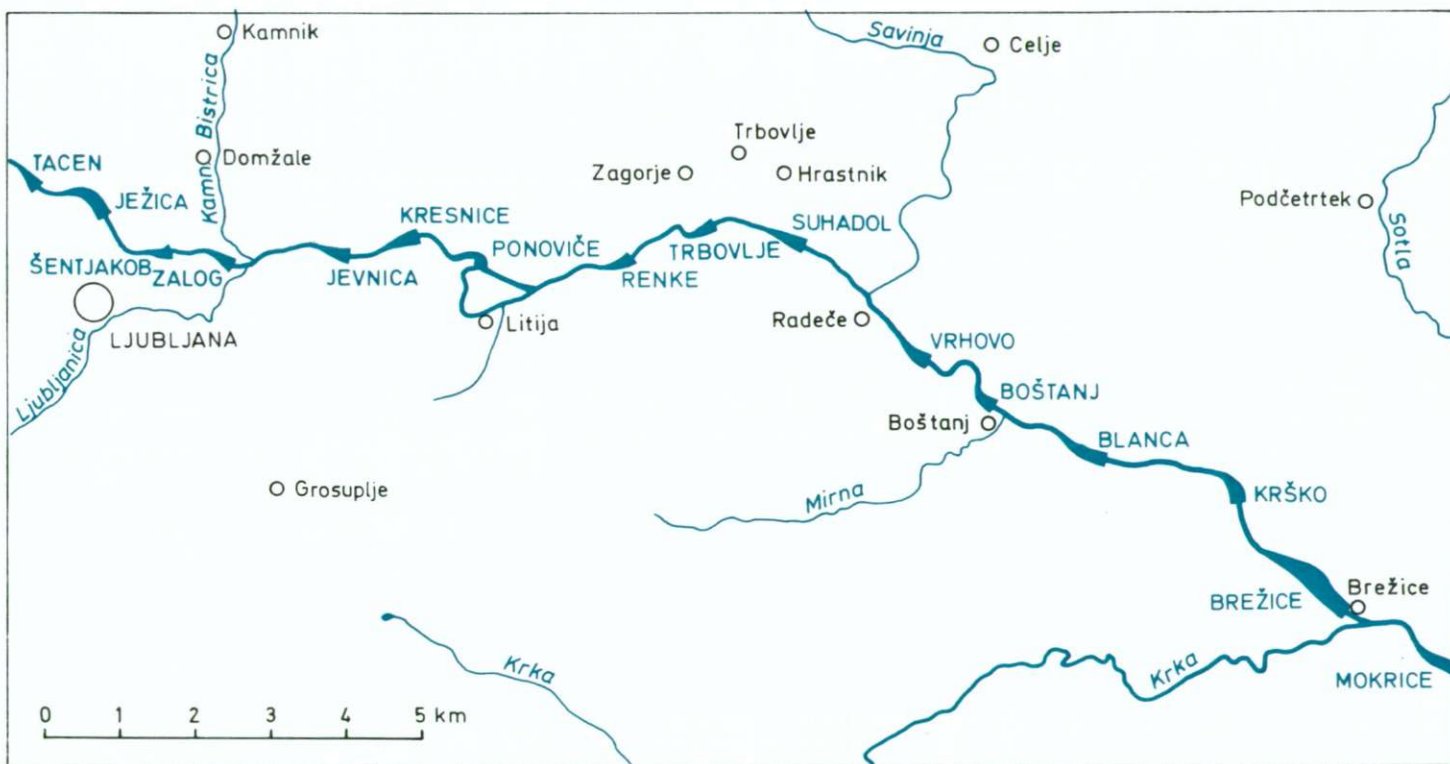 Kamnik
Savinja
Celje
Kamn Bistrica
Trbovlje
TACEN
Domžale
Zagorje
Hrastnik
JEŽICA
KRESNICE
SUHADOL
Podčetrtek
Sotla
PONOVIČE
TRBOVLJE
ŠENTJAKOB
ZALOG
JEVNICA
RENKE
LJUBLJANA
Litija
Radeče
VRHOVO
Ljubljanica
BOŠTANJ
Boštanj
BLANCA
Grosuplje
Mirna
KRŠKO
Brežice
BREŽICE
Krka
Krka
MOKRICE
0 1 2 3 4 5 km